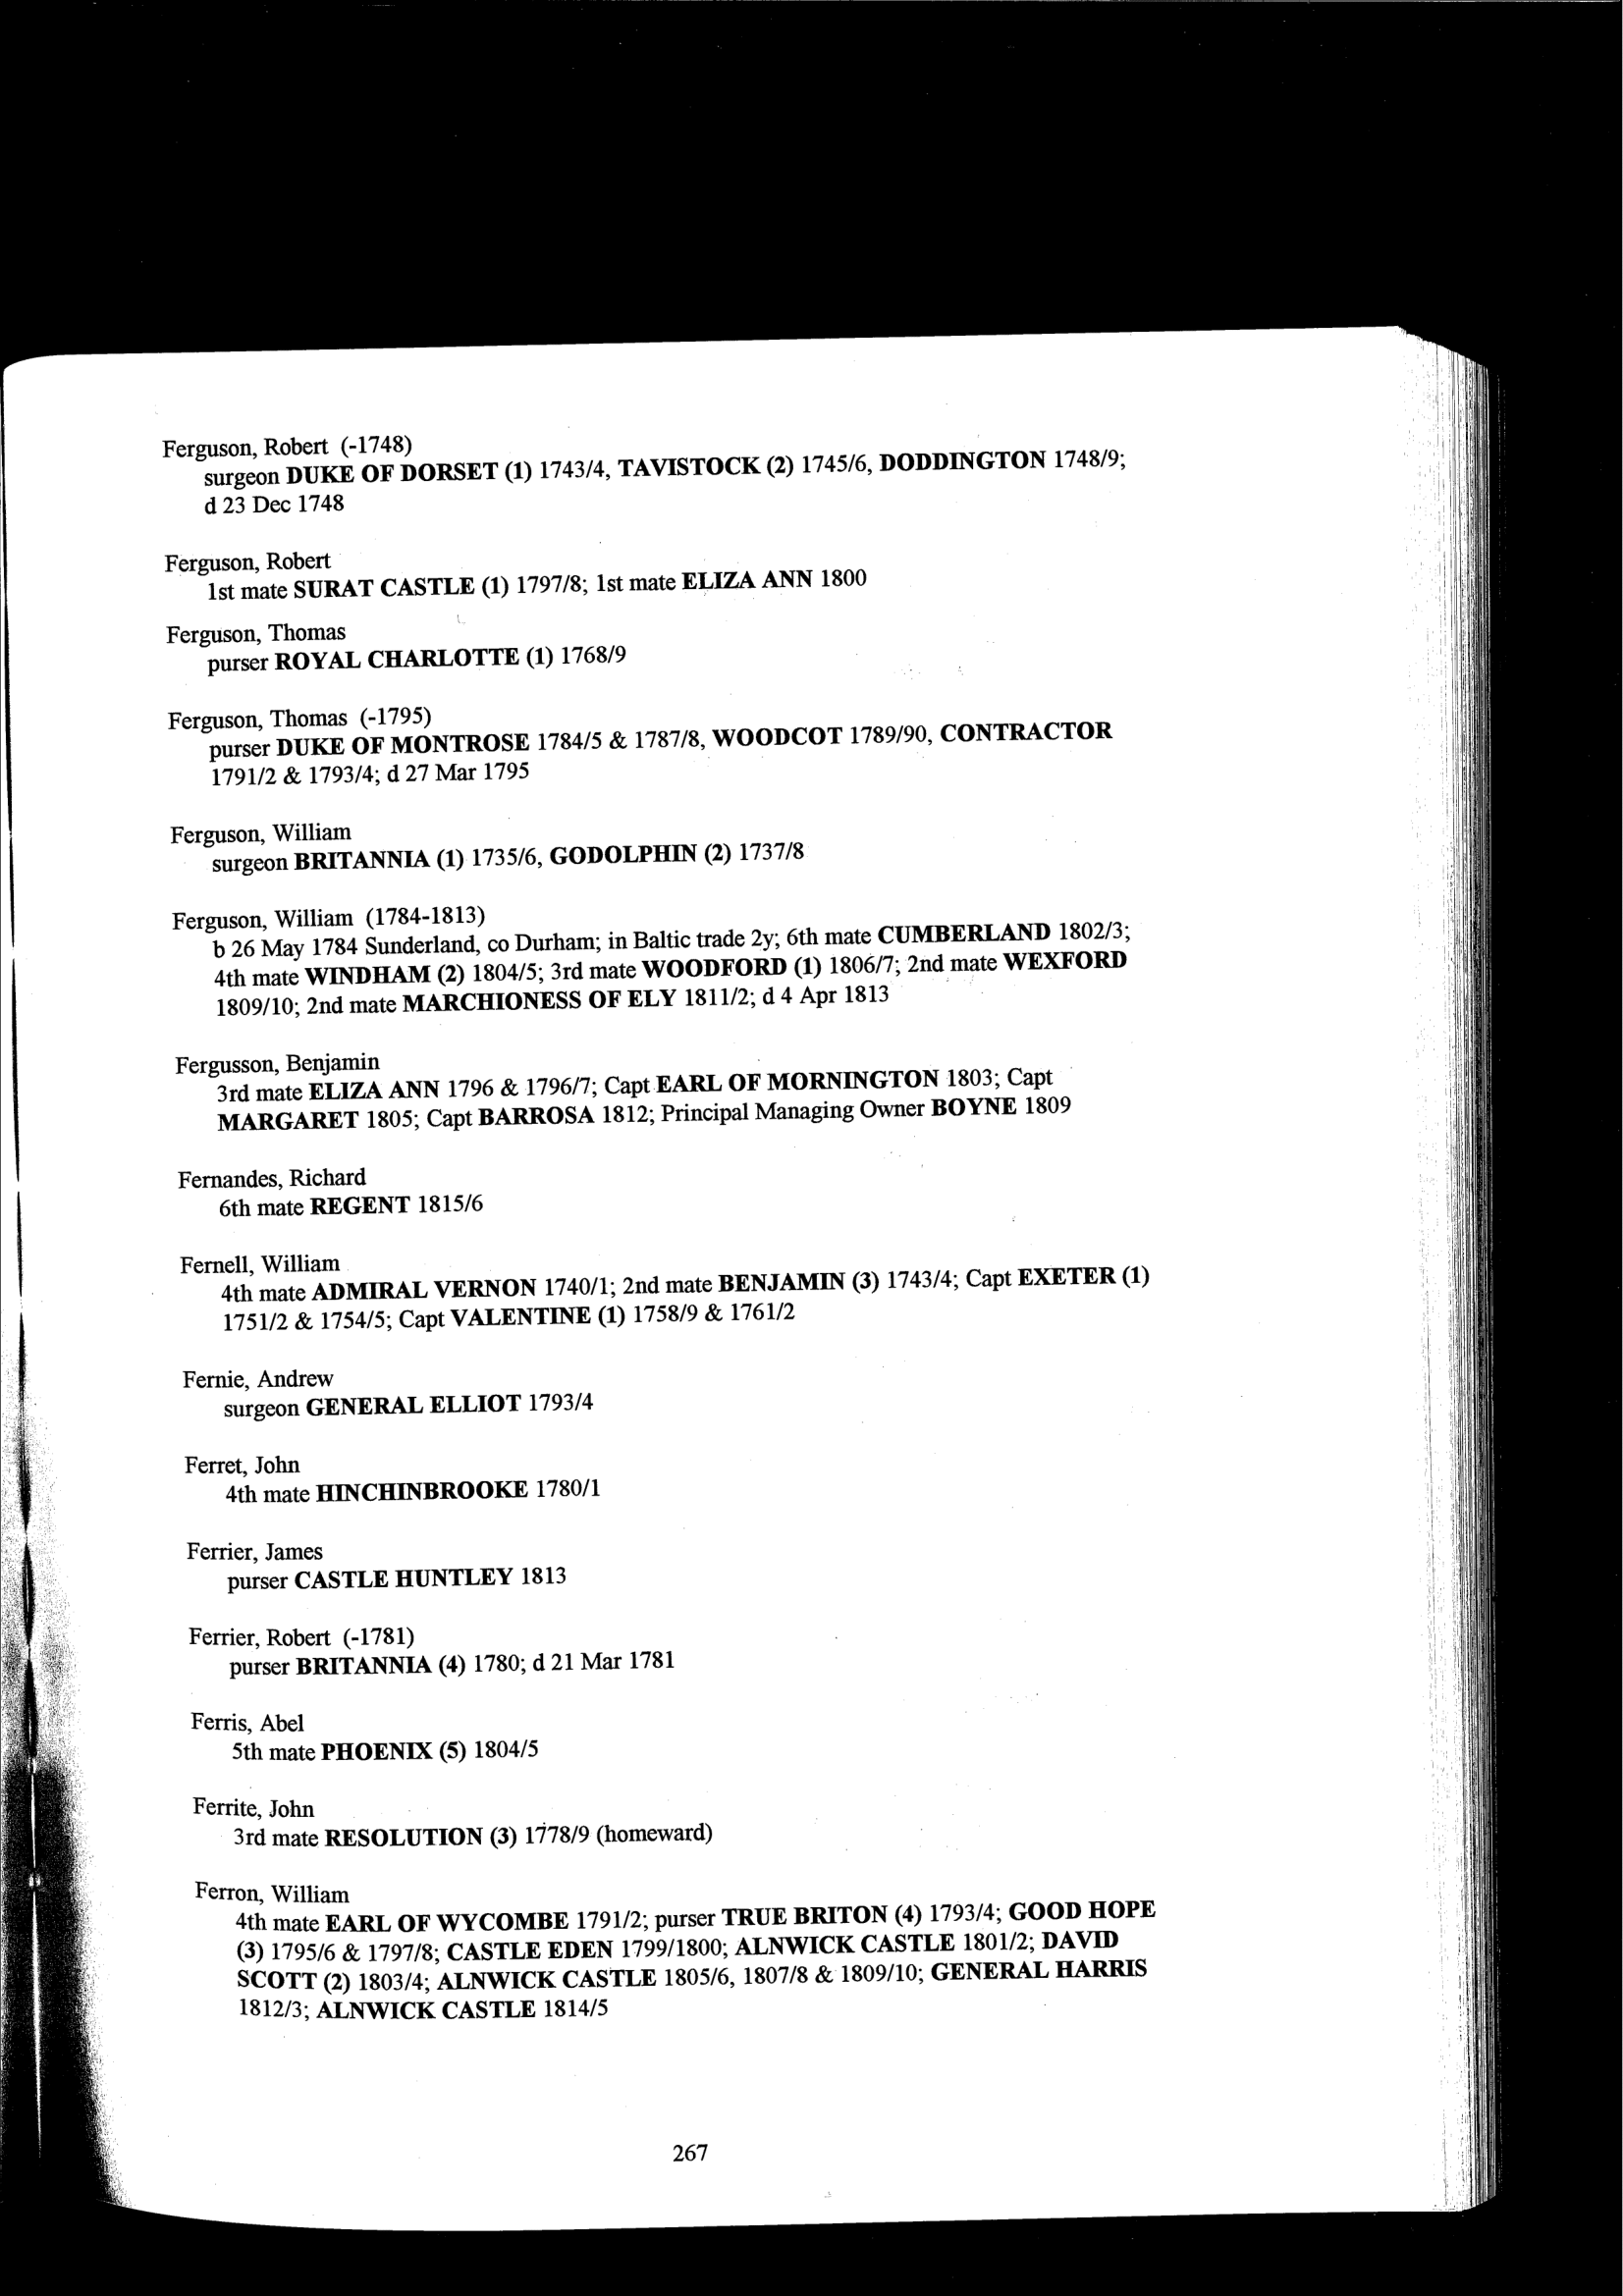 Ferguson, Robert (-1748)
surgeon DUKE OF DORSET (1) 1743/4, TAVISTOCK (2) 1745/6, DODDINGTON 1748/9;
d 23 Dec 1748
Ferguson, Robert
1st mate SURAT CASTLE (1) 1797/8; 1st mate ELIZA ANN 1800
Ferguson, Thomas
purser ROYAL CHARLOTTE (1) 1768/9
Ferguson, Thomas (-1795)
purser DUKE OF MONTROSE 1784/5 & 1787/8, WOODCOT 1789/90, CONTRACTOR
1791/2 & 1793/4; d 27 Mar 1795
Ferguson, William
surgeon BRITANNIA (1) 1735/6, GODOLPHIN (2) 1737/8
Ferguson, William (1784-1813)
b 26 May 1784 Sunderland, co Durham; in Baltic trade 2y; 6th mate CUMBERLAND 1802/3;
4th mate WINDHAM (2) 1804/5; 3rd mate WOODFORD (1) 1806/7; 2nd mate WEXFORD
1809/10; 2nd mate MARCHIONESS OF ELY 1811/2; d 4 Apr 1813
Fergusson, Benjamin
3rd mate ELIZA ANN 1796 & 1796/7; Capt EARL OF MORNINGTON 1803; Capt
MARGARET 1805; Capt BARROSA 1812; Principal Managing Owner BOYNE 1809
Fernandes, Richard
6th mate REGENT 1815/6
Fernell, William
4th mate ADMIRAL VERNON 1740/1; 2nd mate BENJAMIN (3) 1743/4; Capt EXETER (1)
1751/2 & 1754/5; Capt VALENTINE (1) 1758/9 & 1761/2
Fernie, Andrew
surgeon GENERAL ELLIOT 1793/4
Ferret, John
4th mate HINCHINBROOKE 1780/1
Ferrier, James
purser CASTLE HUNTLEY 1813
Ferrier, Robert (-1781)
purser BRITANNIA (4) 1780; d 21 Mar 1781
Ferris, Abel
5th mate PHOENIX (5) 1804/5
Ferrite, John
3rd mate RESOLUTION (3) 1778/9 (homeward)
Ferron, William
4th mate EARL OF WYCOMBE 1791/2; purser TRUE BRITON (4) 1793/4; GOOD HOPE
(3) 1795/6 & 1797/8; CASTLE EDEN 1799/1800; ALNWICK CASTLE 1801/2; DAVID
SCOTT (2) 1803/4; ALNWICK CASTLE 1805/6, 1807/8 & 1809/10; GENERAL HARRIS
1812/3; ALNWICK CASTLE 1814/5
267